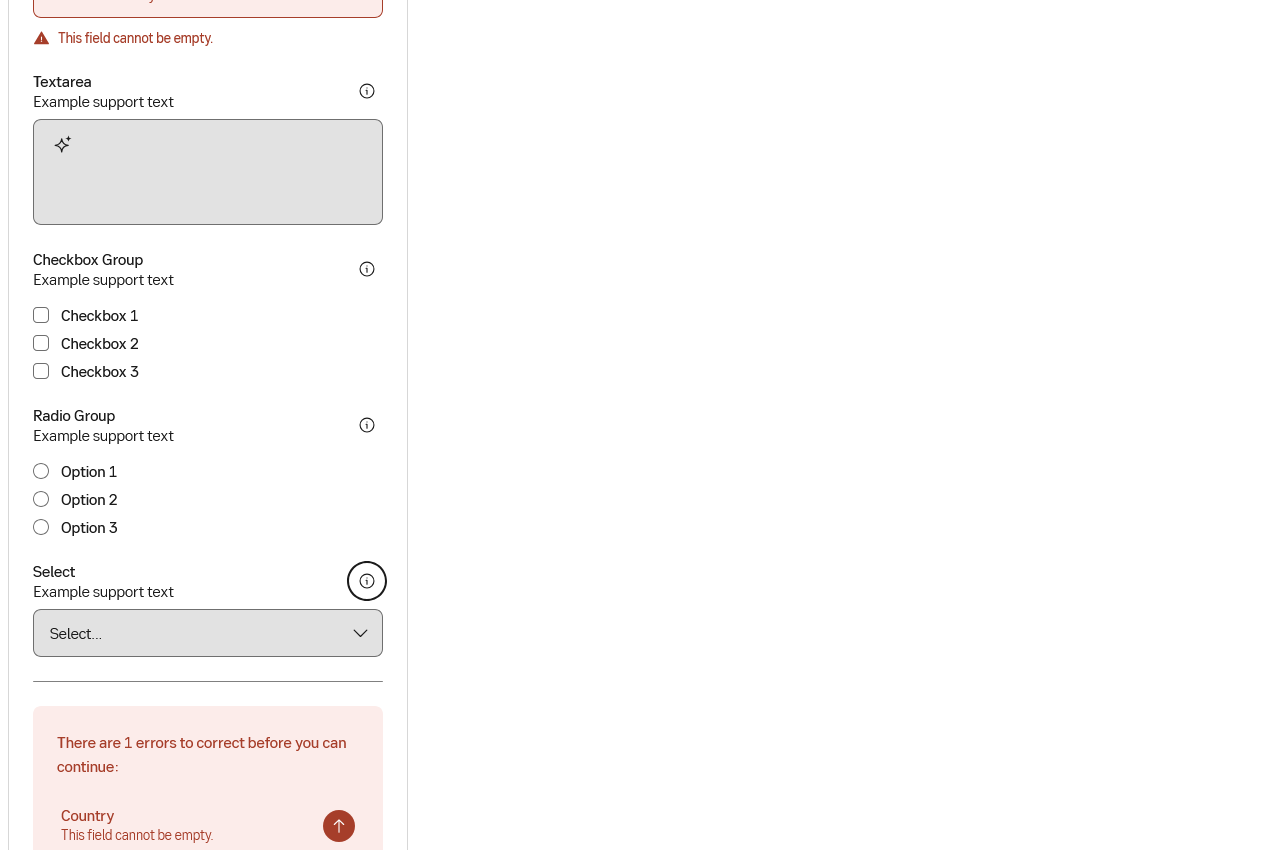 This field cannot be empty.
Textarea
Example support text
Checkbox Group
Example support text
Checkbox 1
Checkbox 2
Checkbox 3
Radio Group
Example support text
Option 1
Option 2
Option 3
Select
Example support text
Select...
There are 1 errors to correct before you can
continue:
Country
This field cannot be empty.